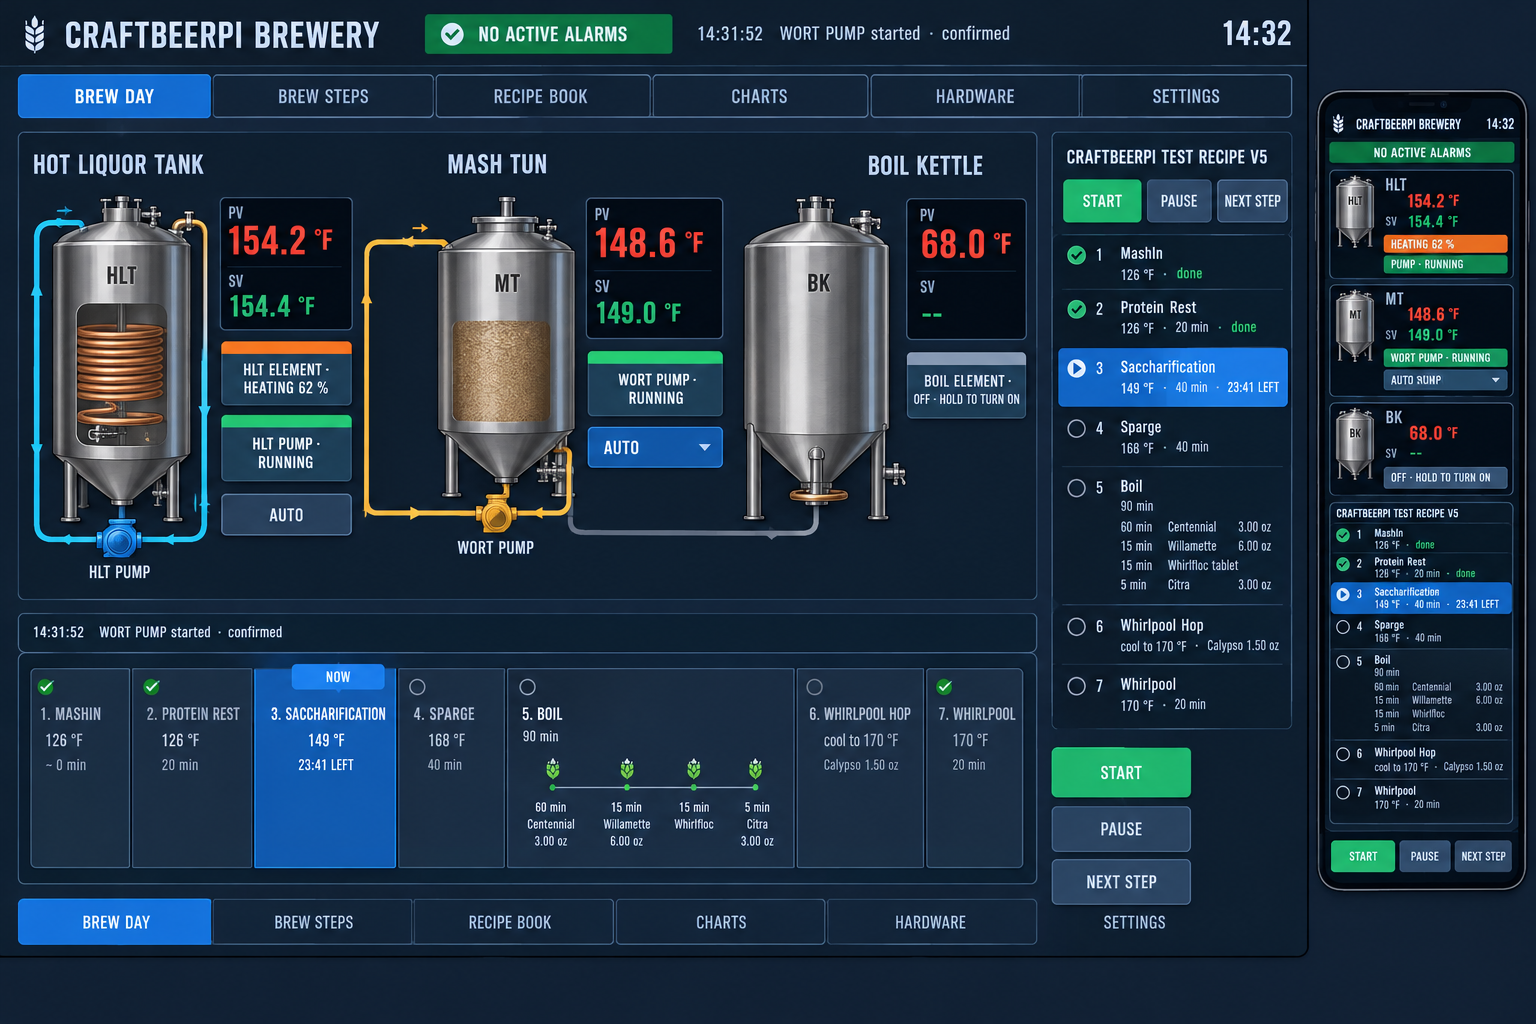 CRAFTBEERPI BREWERY
NO ACTIVE ALARMS
14:31:52 WORT PUMP started · confirmed
14:32
BREW DAY
BREW STEPS
RECIPE BOOK
CHARTS
HARDWARE
SETTINGS
HOT LIQUOR TANK
HLT
PV
154.2 °F
SV
154.4 °F
HLT ELEMENT ·
HEATING 62 %
HLT PUMP ·
RUNNING
AUTO
HLT PUMP
MASH TUN
MT
PV
148.6 °F
SV
149.0 °F
WORT PUMP ·
RUNNING
AUTO
WORT PUMP
BOIL KETTLE
BK
PV
68.0 °F
SV
--
BOIL ELEMENT ·
OFF · HOLD TO TURN ON
CRAFTBEERPI TEST RECIPE V5
START
PAUSE
NEXT STEP
1 MashIn
126 °F · done
2 Protein Rest
126 °F · 20 min · done
3 Saccharification
149 °F · 40 min · 23:41 LEFT
4 Sparge
168 °F · 40 min
5 Boil
90 min
60 min Centennial 3.00 oz
15 min Willamette 6.00 oz
15 min Whirlfloc tablet
5 min Citra 3.00 oz
6 Whirlpool Hop
cool to 170 °F · Calypso 1.50 oz
7 Whirlpool
170 °F · 20 min
START
PAUSE
NEXT STEP
14:31:52 WORT PUMP started · confirmed
1. MASHIN
126 °F
~ 0 min
2. PROTEIN REST
126 °F
20 min
NOW
3. SACCHARIFICATION
149 °F
23:41 LEFT
4. SPARGE
168 °F
40 min
5. BOIL
90 min
60 min
Centennial
3.00 oz
15 min
Willamette
6.00 oz
15 min
Whirlfloc
5 min
Citra
3.00 oz
6. WHIRLPOOL HOP
cool to 170 °F
Calypso 1.50 oz
7. WHIRLPOOL
170 °F
20 min
BREW DAY
BREW STEPS
RECIPE BOOK
CHARTS
HARDWARE
SETTINGS
CRAFTBEERPI BREWERY 14:32
NO ACTIVE ALARMS
HLT
HLT
154.2 °F
SV 154.4 °F
HEATING 62 %
PUMP · RUNNING
MT
MT
148.6 °F
SV 149.0 °F
WORT PUMP · RUNNING
AUTO
BK
BK
68.0 °F
SV --
OFF · HOLD TO TURN ON
CRAFTBEERPI TEST RECIPE V5
1 MashIn
126 °F · done
2 Protein Rest
126 °F · 20 min · done
3 Saccharification
149 °F · 40 min · 23:41 LEFT
4 Sparge
168 °F · 40 min
5 Boil
90 min
60 min Centennial 3.00 oz
15 min Willamette 6.00 oz
15 min Whirlfloc
5 min Citra 3.00 oz
6 Whirlpool Hop
cool to 170 °F · Calypso 1.50 oz
7 Whirlpool
170 °F · 20 min
START
PAUSE
NEXT STEP